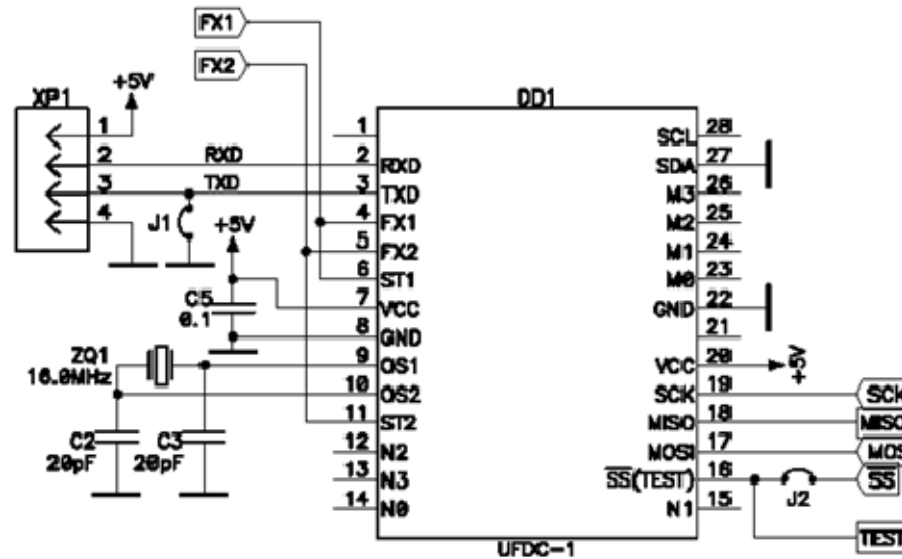 FX1
FX2
XP1
+5V
1
2
3
4
RXD
TXD
J1
+5V
C5
0.1
ZQ1
16.0MHz
C2
20pF
C3
20pF
DD1
1
2 RXD
3 TXD
4 FX1
5 FX2
6 ST1
7 VCC
8 GND
9 OS1
10 OS2
11 ST2
12 N2
13 N3
14 N0
SCL 28
SDA 27
M3 26
M2 25
M1 24
M0 23
GND 22
21
VCC 20
+5V
SCK 19
SCK
MISO 18
MISO
MOSI 17
MOS
SS(TEST) 16
J2
SS
N1 15
TEST
UFDC-1